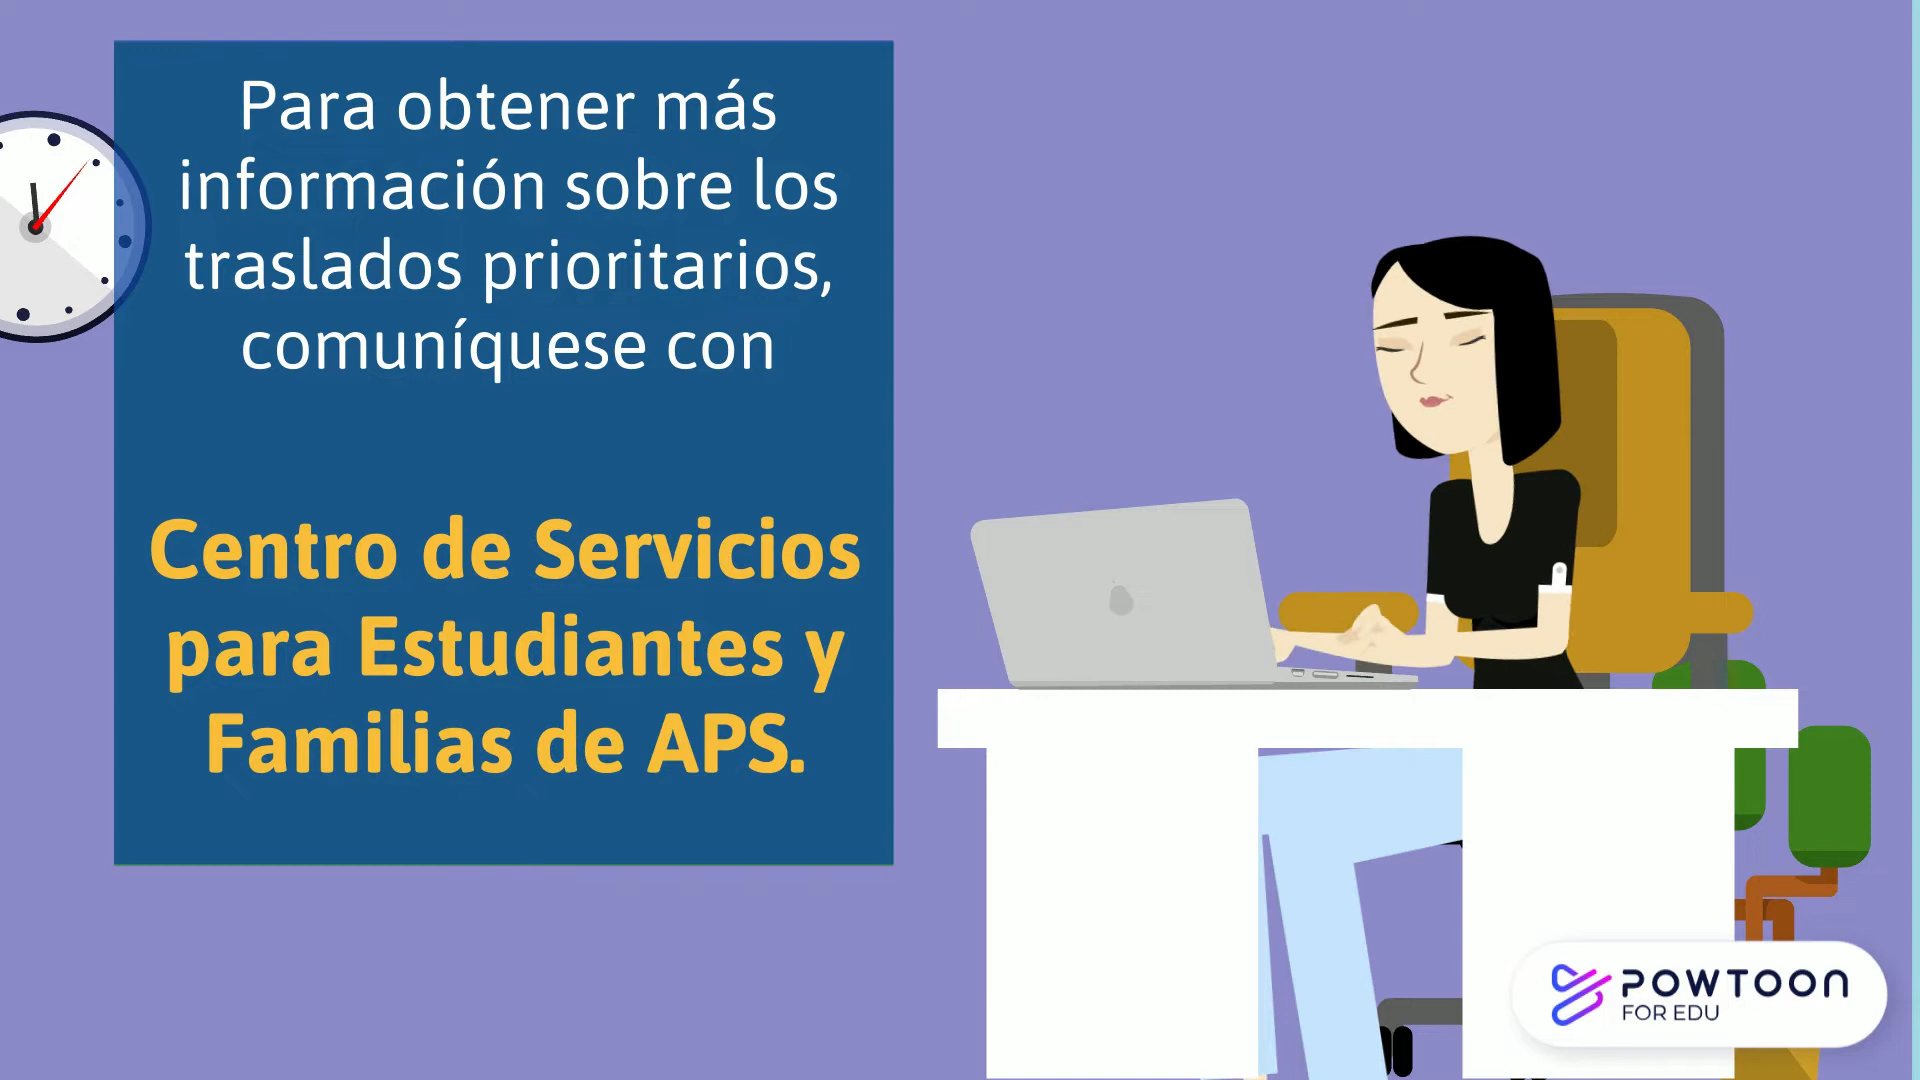 Para obtener más
información sobre los
traslados prioritarios,
comuníquese con
Centro de Servicios
para Estudiantes y
Familias de APS.
POWTOON
FOR EDU